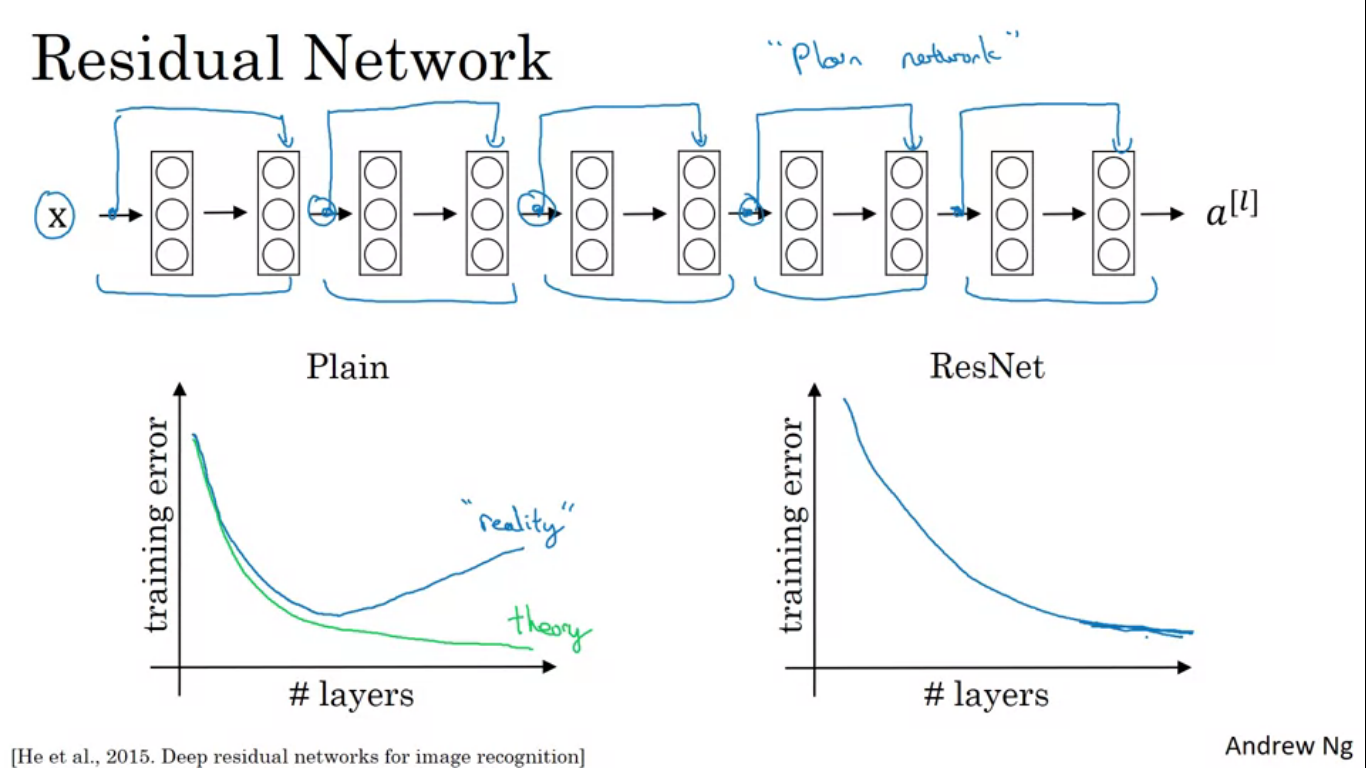 Residual Network
"Plain network"
x
a[l]
Plain
ResNet
training error
"reality"
theory
# layers
training error
# layers
[He et al., 2015. Deep residual networks for image recognition]
Andrew Ng